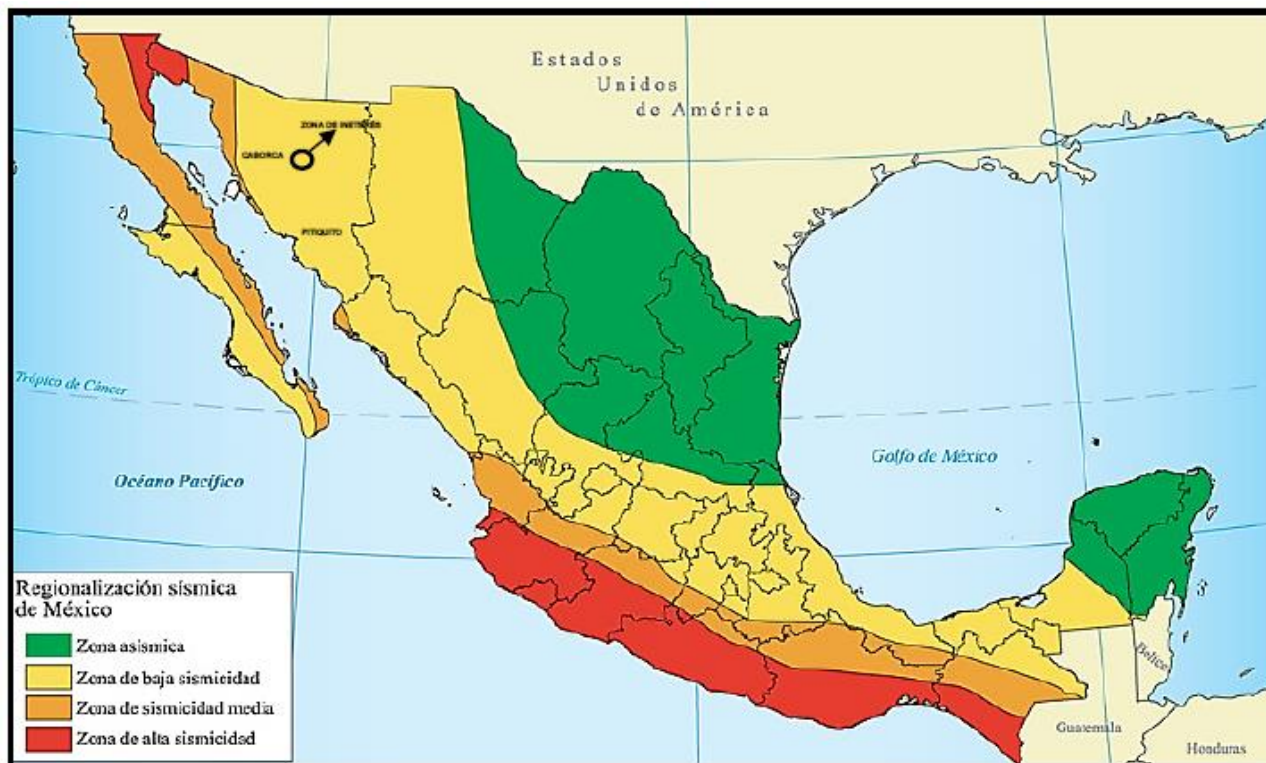 Estados
Unidos
de América
ZONA DE INETERÉS
CABORCA
PITIQUITO
Trópico de Cáncer
Océano Pacífico
Golfo de México
Regionalización sísmica
de México
Zona asísmica
Zona de baja sismicidad
Zona de sismicidad media
Zona de alta sismicidad
Belice
Guatemala
Honduras